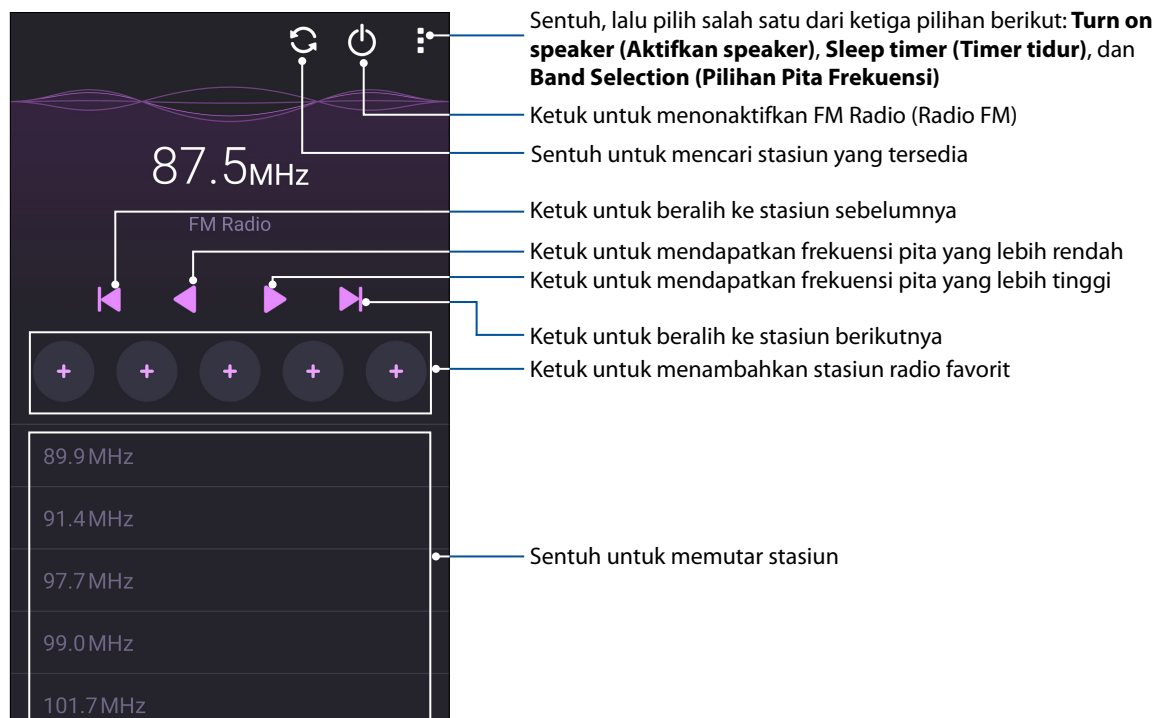 Sentuh, lalu pilih salah satu dari ketiga pilihan berikut: Turn on
speaker (Aktifkan speaker), Sleep timer (Timer tidur), dan
Band Selection (Pilihan Pita Frekuensi)
Ketuk untuk menonaktifkan FM Radio (Radio FM)
Sentuh untuk mencari stasiun yang tersedia
87.5MHz
FM Radio
Ketuk untuk beralih ke stasiun sebelumnya
Ketuk untuk mendapatkan frekuensi pita yang lebih rendah
Ketuk untuk mendapatkan frekuensi pita yang lebih tinggi
Ketuk untuk beralih ke stasiun berikutnya
Ketuk untuk menambahkan stasiun radio favorit
89.9MHz
91.4MHz
97.7MHz
99.0MHz
101.7MHz
Sentuh untuk memutar stasiun